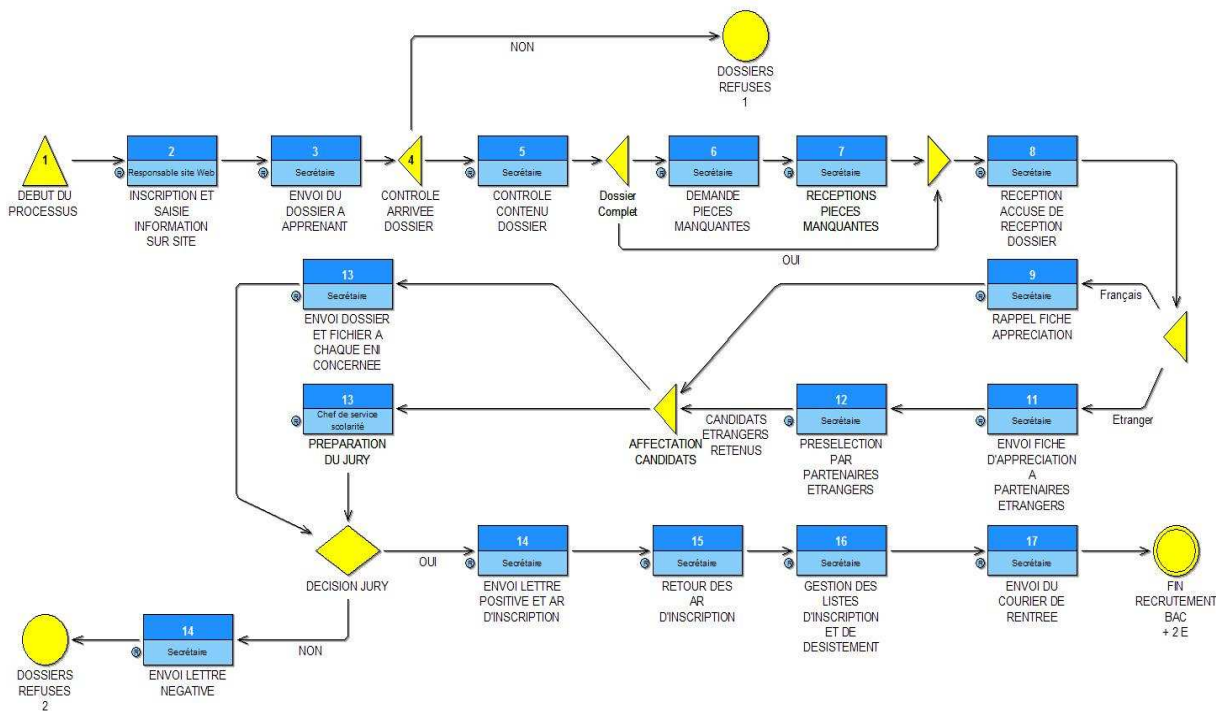 NON
DOSSIERS
REFUSES
1
1
DEBUT DU
PROCESSUS
2
Responsable site Web
INSCRIPTION ET
SAISIE
INFORMATION
SUR SITE
3
Secrétaire
ENVOI DU
DOSSIER A
APPRENANT
4
CONTROLE
ARRIVEE
DOSSIER
5
Secrétaire
CONTROLE
CONTENU
DOSSIER
Dossier
Complet
6
Secrétaire
DEMANDE
PIECES
MANQUANTES
7
Secrétaire
RECEPTIONS
PIECES
MANQUANTES
OUI
8
Secrétaire
RECEPTION
ACCUSE DE
RECEPTION
DOSSIER
13
Secrétaire
ENVOI DOSSIER
ET FICHIER A
CHAQUE ENI
CONCERNEE
9
Secrétaire
RAPPEL FICHE
APPRECIATION
Français
13
Chef de service
scolarité
PREPARATION
DU JURY
AFFECTATION
CANDIDATS
CANDIDATS
ETRANGERS
RETENUS
12
Secrétaire
PRESELECTION
PAR
PARTENAIRES
ETRANGERS
11
Secrétaire
ENVOI FICHE
D'APPRECIATION
A
PARTENAIRES
ETRANGERS
Etranger
DECISION JURY
OUI
14
Secrétaire
ENVOI LETTRE
POSITIVE ET AR
D'INSCRIPTION
15
Secrétaire
RETOUR DES
AR
D'INSCRIPTION
16
Secrétaire
GESTION DES
LISTES
D'INSCRIPTION
ET DE
DESISTEMENT
17
Secrétaire
ENVOI DU
COURIER DE
RENTREE
FIN
RECRUTEMENT
BAC
+ 2 E
DOSSIERS
REFUSES
2
14
Secrétaire
ENVOI LETTRE
NEGATIVE
NON